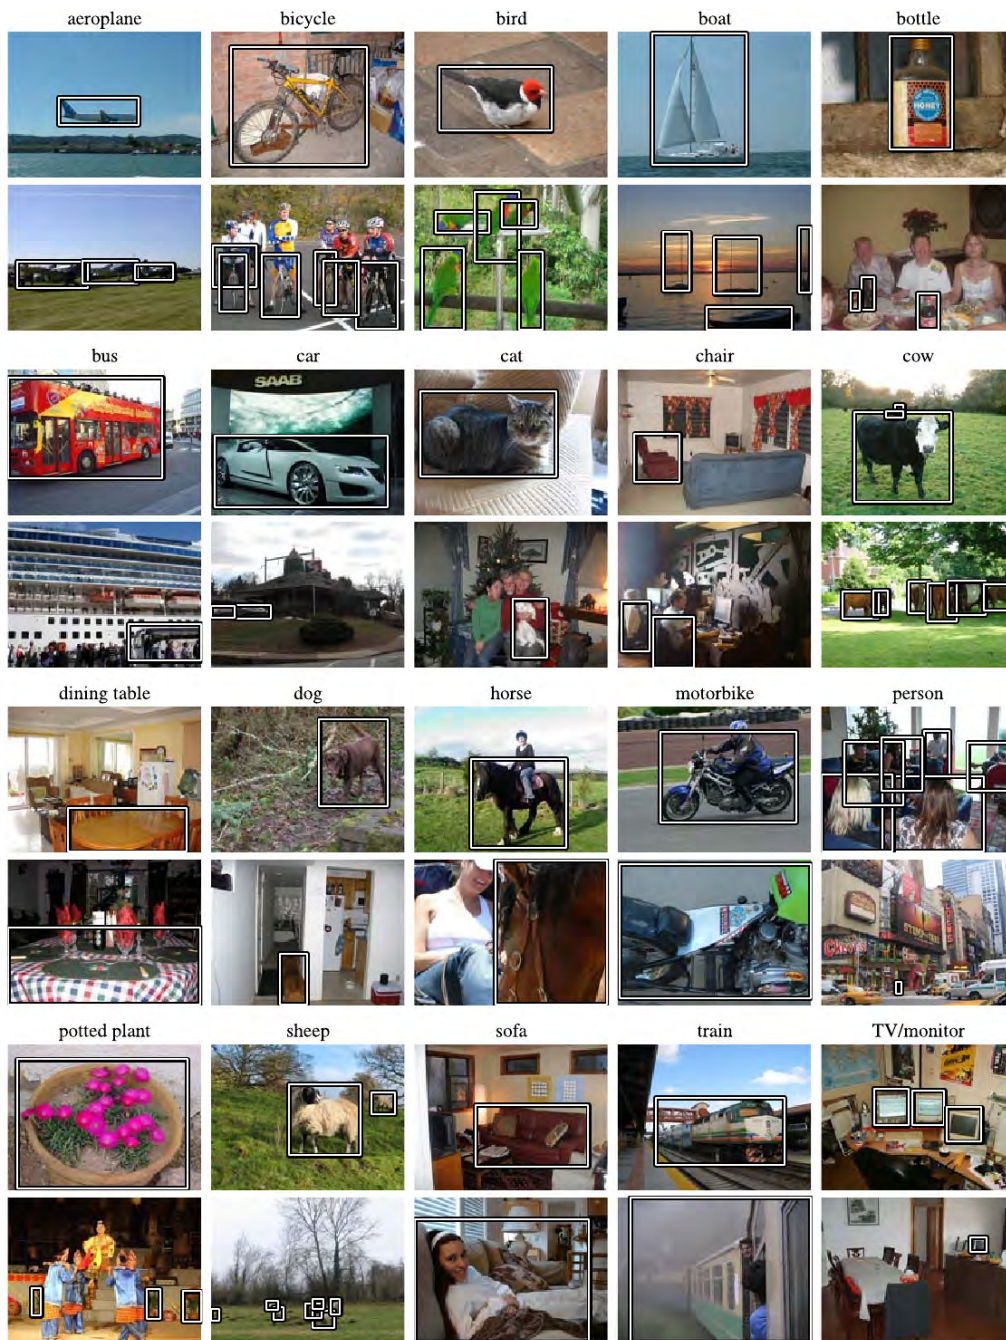 aeroplane bicycle bird boat bottle
HONEY
bus car cat chair cow
SAAB
dining table dog horse motorbike person
potted plant sheep sofa train TV/monitor